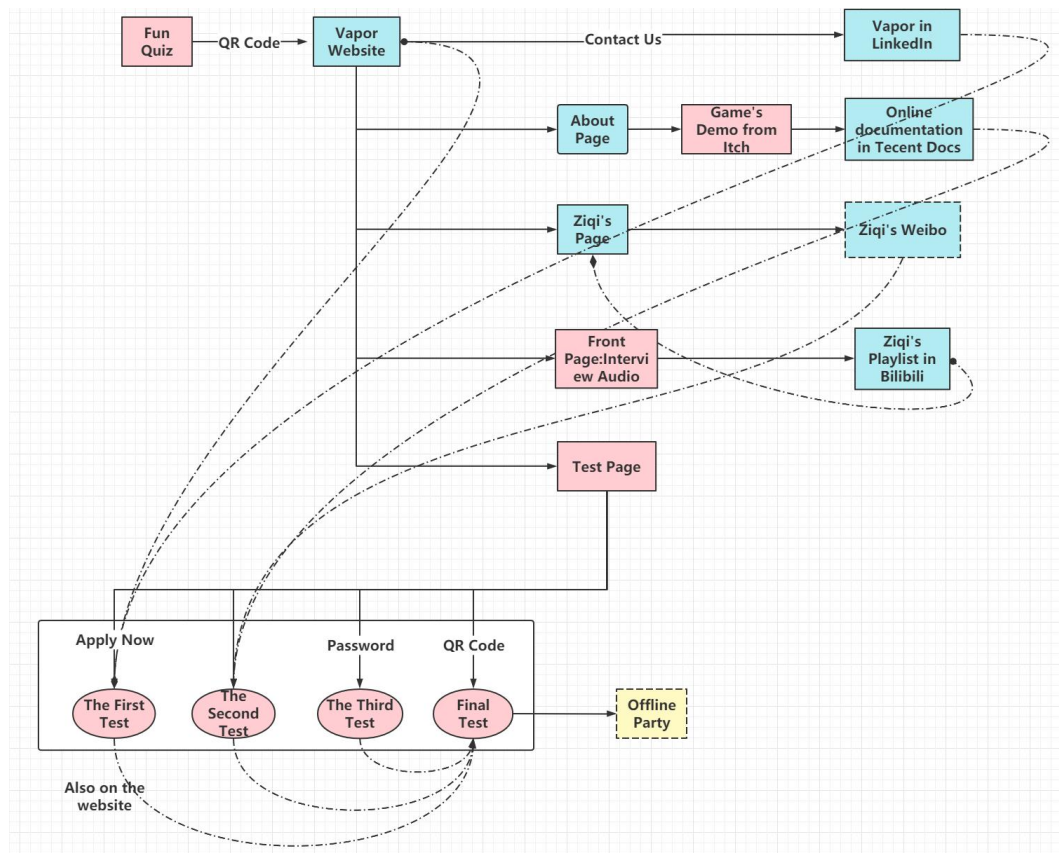 Fun
Quiz
QR Code
Vapor
Website
Contact Us
Vapor in
LinkedIn
About
Page
Game's
Demo from
Itch
Online
documentation
in Tecent Docs
Ziqi's
Page
Ziqi's Weibo
Front
Page:Intervi
ew Audio
Ziqi's
Playlist in
Bilibili
Test Page
Apply Now
Password
QR Code
The First
Test
The
Second
Test
The Third
Test
Final
Test
Offline
Party
Also on the
website